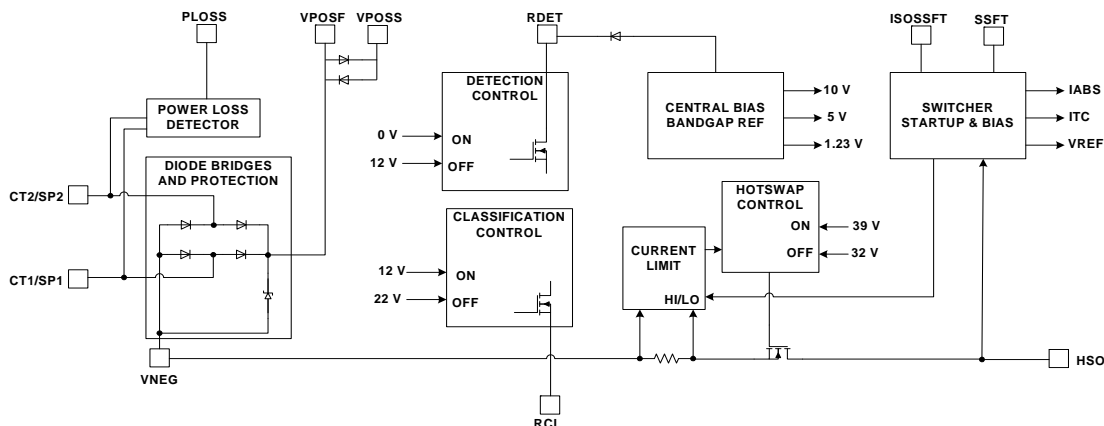 PLOSS
VPOSF
VPOSS
RDET
ISOSSFT
SSFT
POWER LOSS
DETECTOR
DETECTION
CONTROL
0 V
ON
12 V
OFF
CENTRAL BIAS
BANDGAP REF
10 V
5 V
1.23 V
SWITCHER
STARTUP & BIAS
IABS
ITC
VREF
DIODE BRIDGES
AND PROTECTION
CT2/SP2
CT1/SP1
CLASSIFICATION
CONTROL
12 V
ON
22 V
OFF
CURRENT
LIMIT
HI/LO
HOTSWAP
CONTROL
ON
39 V
OFF
32 V
VNEG
HSO